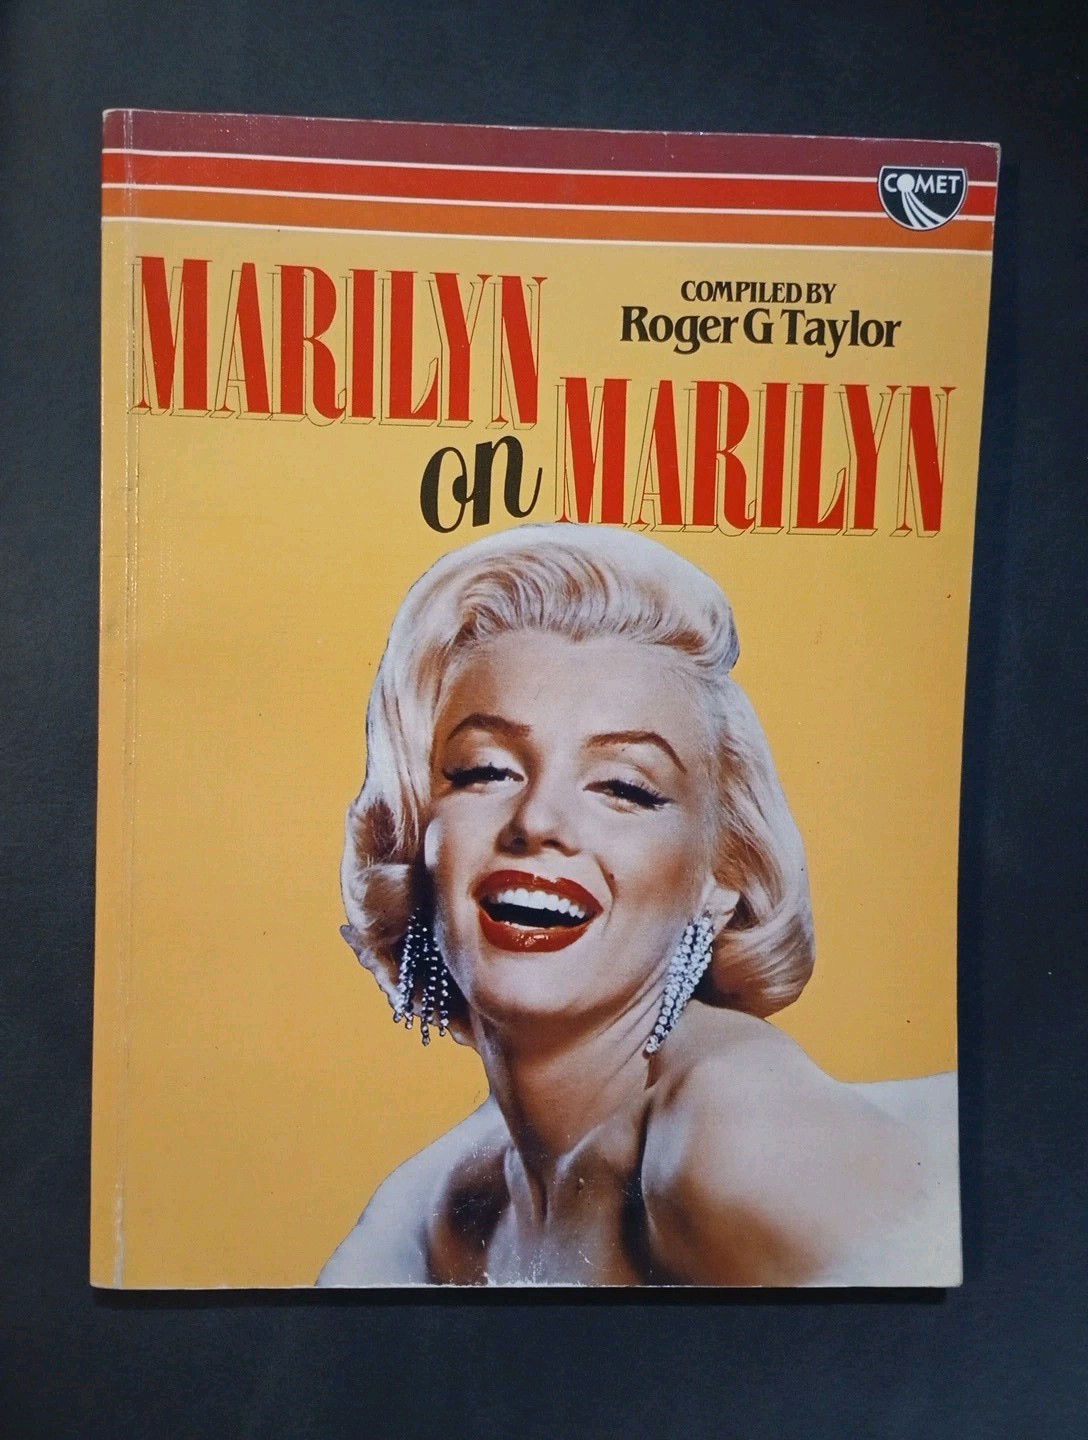 COMET
MARILYN
COMPILED BY
Roger G Taylor
on MARILYN